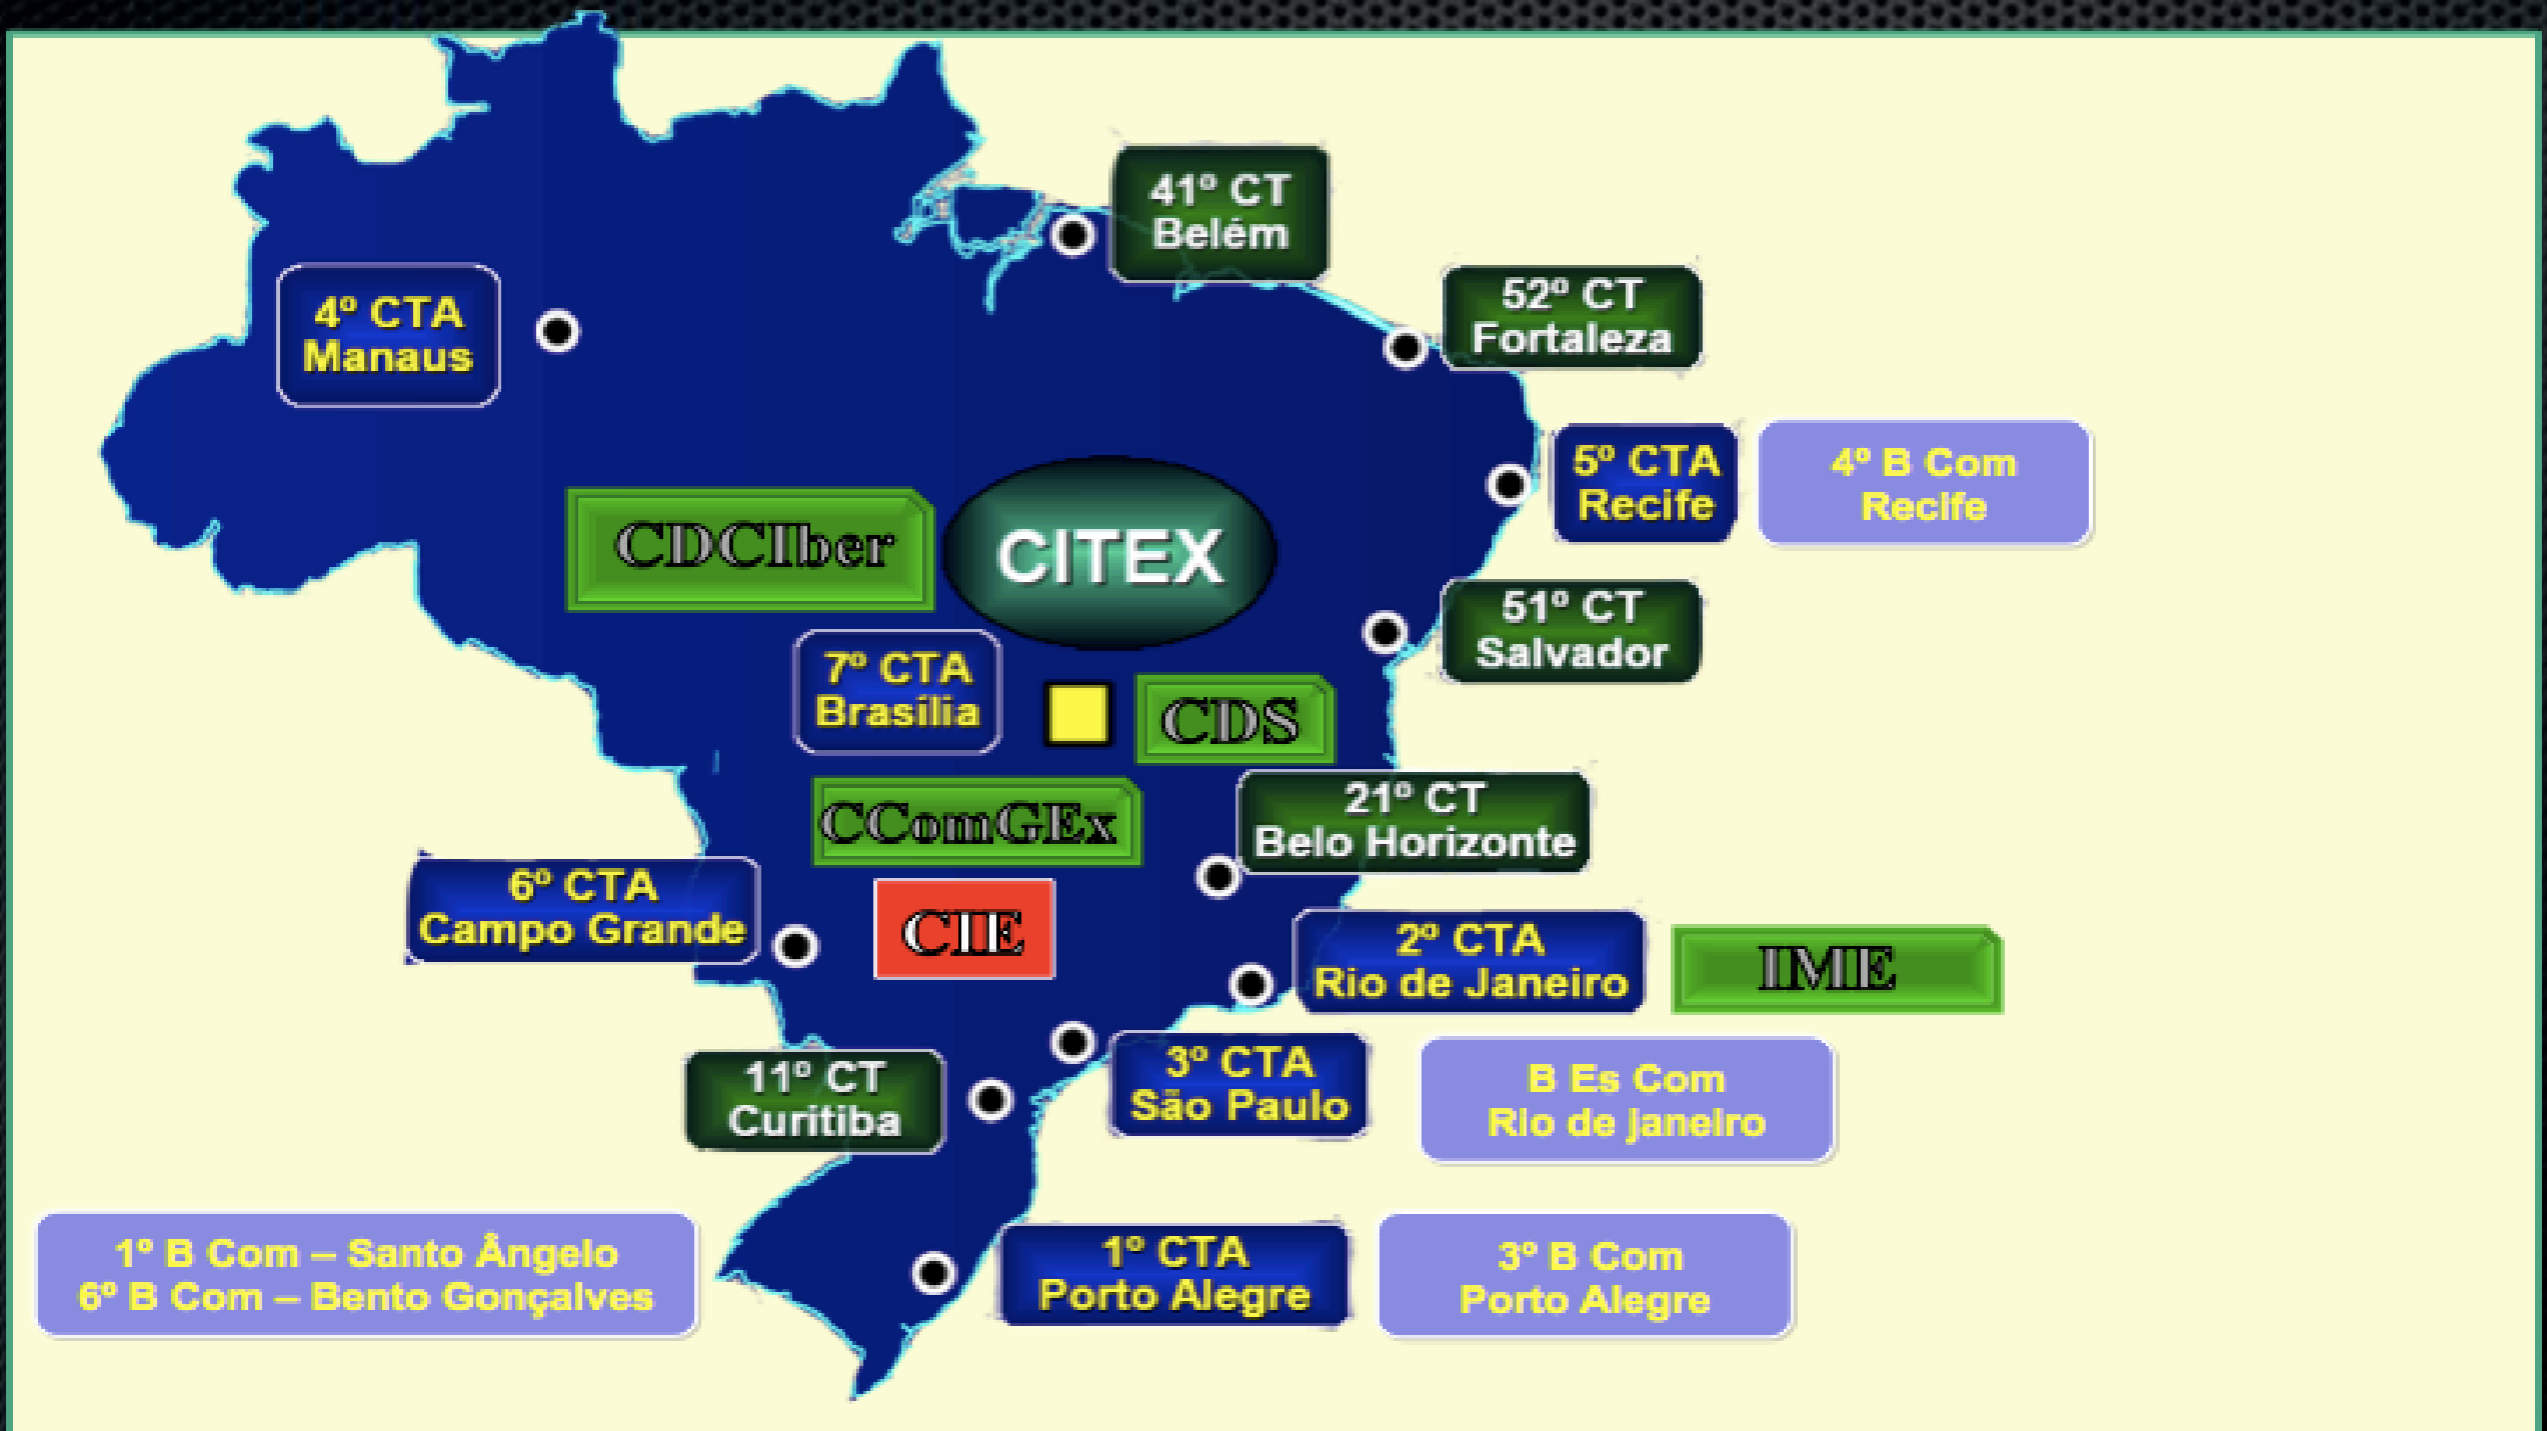 41º CT
Belém
4º CTA
Manaus
52º CT
Fortaleza
5º CTA
Recife
4º B Com
Recife
CDCIber
CITEX
51º CT
Salvador
7º CTA
Brasília
CDS
21º CT
Belo Horizonte
CComGEx
6º CTA
Campo Grande
CIE
2º CTA
Rio de Janeiro
IME
11º CT
Curitiba
3º CTA
São Paulo
B Es Com
Rio de janeiro
1º B Com – Santo Ângelo
6º B Com – Bento Gonçalves
1º CTA
Porto Alegre
3º B Com
Porto Alegre